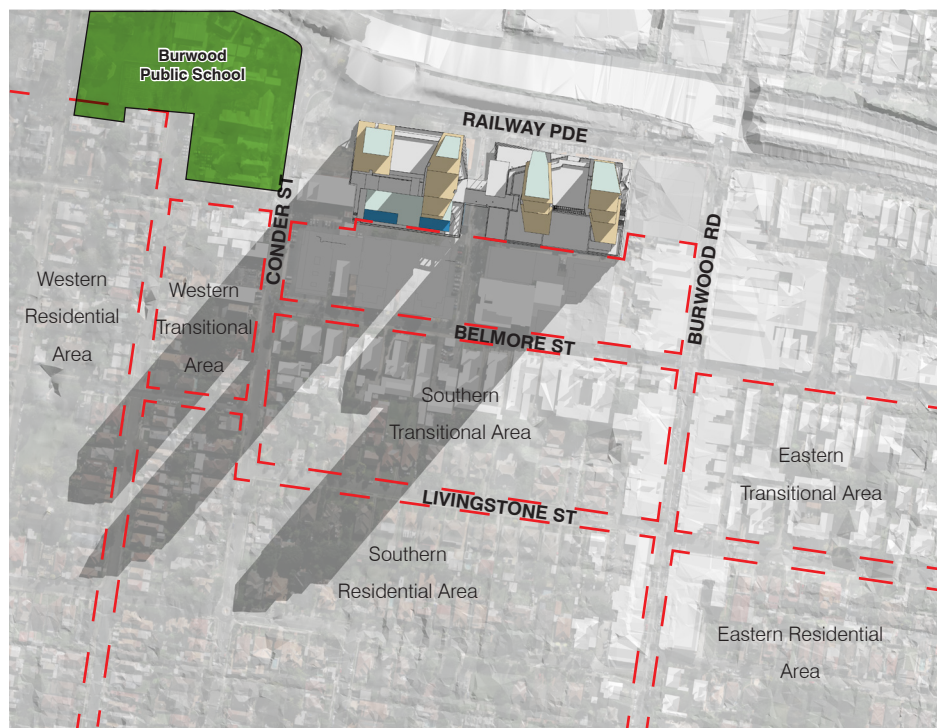 Burwood
Public School
RAILWAY PDE
CONDER ST
BURWOOD RD
Western
Residential
Area
Western
Transitional
Area
BELMORE ST
Southern
Transitional Area
Eastern
Transitional Area
LIVINGSTONE ST
Southern
Residential Area
Eastern Residential
Area